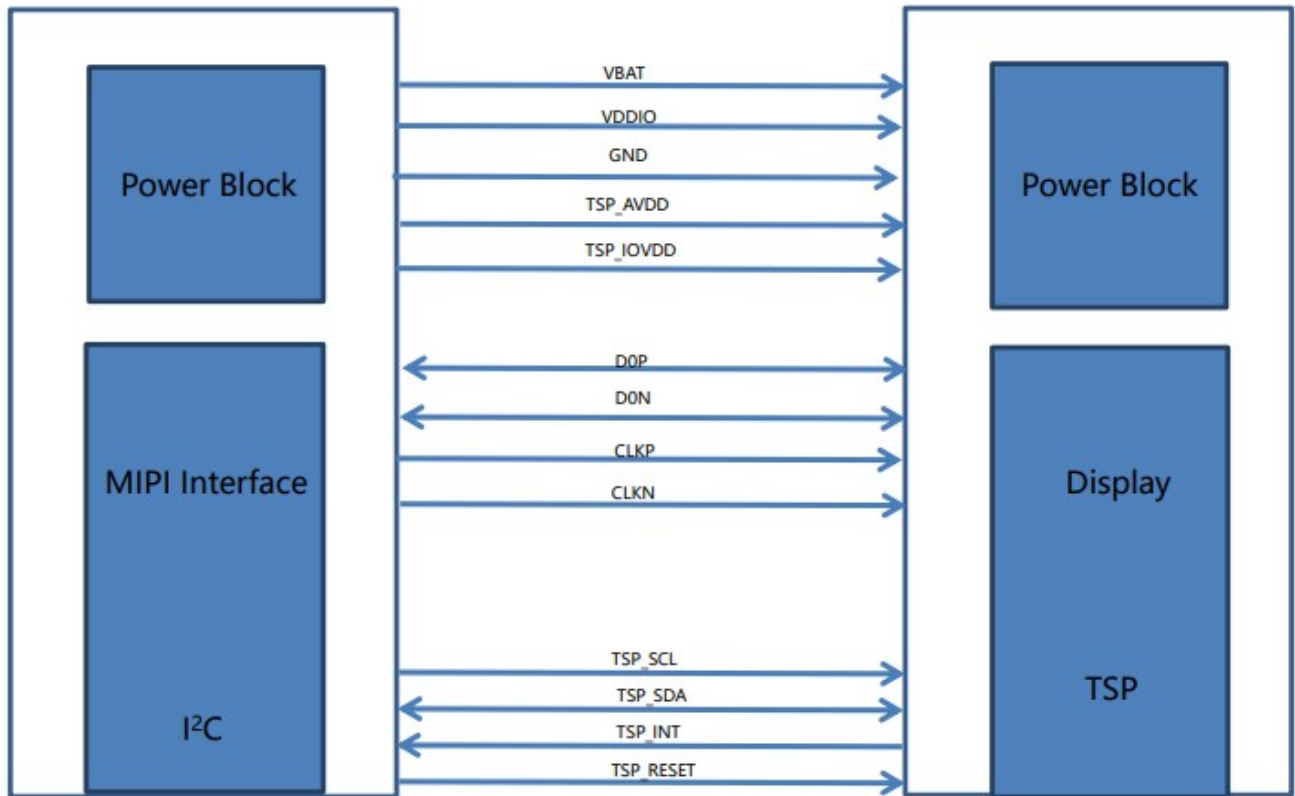 VBAT
VDDIO
GND
Power Block
Power Block
TSP_AVDD
TSP_IOVDD
D0P
D0N
CLKP
MIPI Interface
Display
CLKN
TSP_SCL
TSP
TSP_SDA
I²C
TSP_INT
TSP_RESET